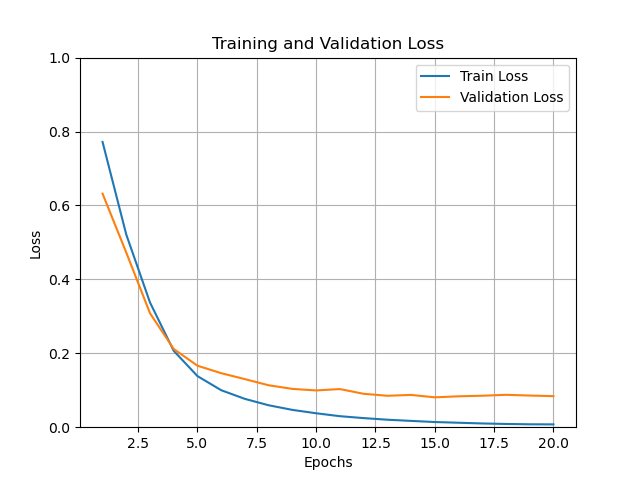 Training and Validation Loss
1.0
0.8
0.6
0.4
0.2
0.0
Loss
Train Loss
Validation Loss
2.5 5.0 7.5 10.0 12.5 15.0 17.5 20.0
Epochs